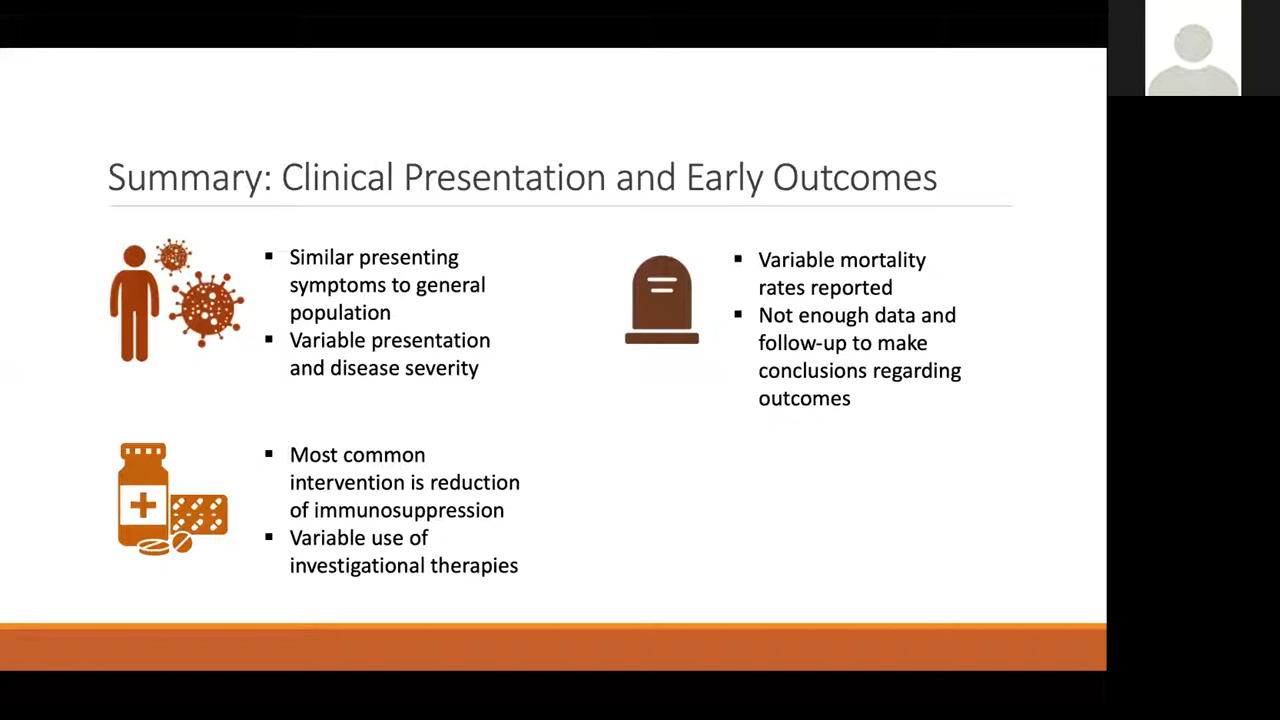 Summary: Clinical Presentation and Early Outcomes
▪ Similar presenting
symptoms to general
population
▪ Variable presentation
and disease severity
▪ Most common
intervention is reduction
of immunosuppression
▪ Variable use of
investigational therapies
▪ Variable mortality
rates reported
▪ Not enough data and
follow-up to make
conclusions regarding
outcomes